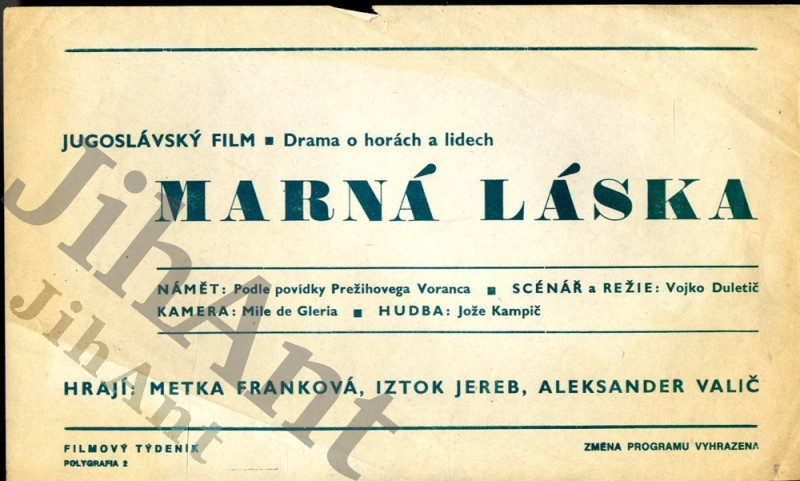 JUGOSLÁVSKÝ FILM ■ Drama o horách a lidech
MARNÁ LÁSKA
NÁMĚT: Podle povídky Prežihovega Voranca ■ SCÉNÁŘ a REŽIE: Vojko Duletič
KAMERA: Mile de Gleria ■ HUDBA: Jože Kampič
HRAJÍ: METKA FRANKOVÁ, IZTOK JEREB, ALEKSANDER VALIČ
FILMOVÝ TÝDENÍK
ZMĚNA PROGRAMU VYHRAZENA
POLYGRAFIA 2
JihAnt
JihAnt